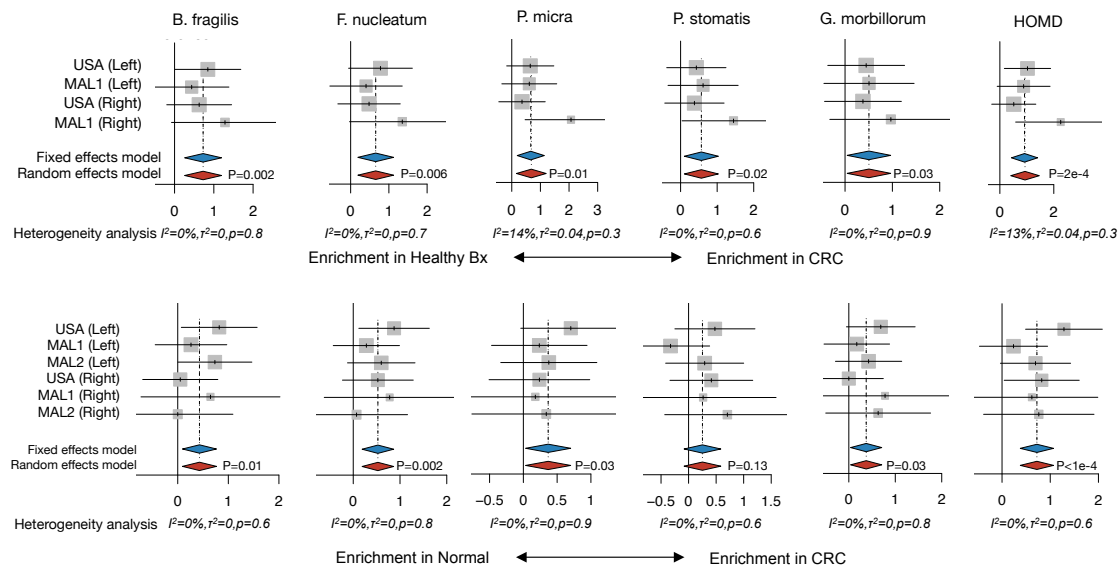 B. fragilis F. nucleatum P. micra P. stomatis G. morbillorum HOMD
USA (Left)
MAL1 (Left)
USA (Right)
MAL1 (Right)
Fixed effects model
Random effects model P=0.002 P=0.006 P=0.01 P=0.02 P=0.03 P=2e-4
0 1 2 0 1 2 0 1 2 3 0 1 2 0 1 2 0 2
Heterogeneity analysis I²=0%,τ²=0,p=0.8 I²=0%,τ²=0,p=0.7 I²=14%,τ²=0.04,p=0.3 I²=0%,τ²=0,p=0.6 I²=0%,τ²=0,p=0.9 I²=13%,τ²=0.04,p=0.3
Enrichment in Healthy Bx Enrichment in CRC
USA (Left)
MAL1 (Left)
MAL2 (Left)
USA (Right)
MAL1 (Right)
MAL2 (Right)
Fixed effects model
Random effects model P=0.01 P=0.002 P=0.03 P=0.13 P=0.03 P<1e-4
0 1 2 0 1 2 −0.5 0 0.5 1 −0.5 0 0.5 1 1.5 0 1 2 0 1 2
Heterogeneity analysis I²=0%,τ²=0,p=0.6 I²=0%,τ²=0,p=0.8 I²=0%,τ²=0,p=0.9 I²=0%,τ²=0,p=0.6 I²=0%,τ²=0,p=0.8 I²=0%,τ²=0,p=0.6
Enrichment in Normal Enrichment in CRC